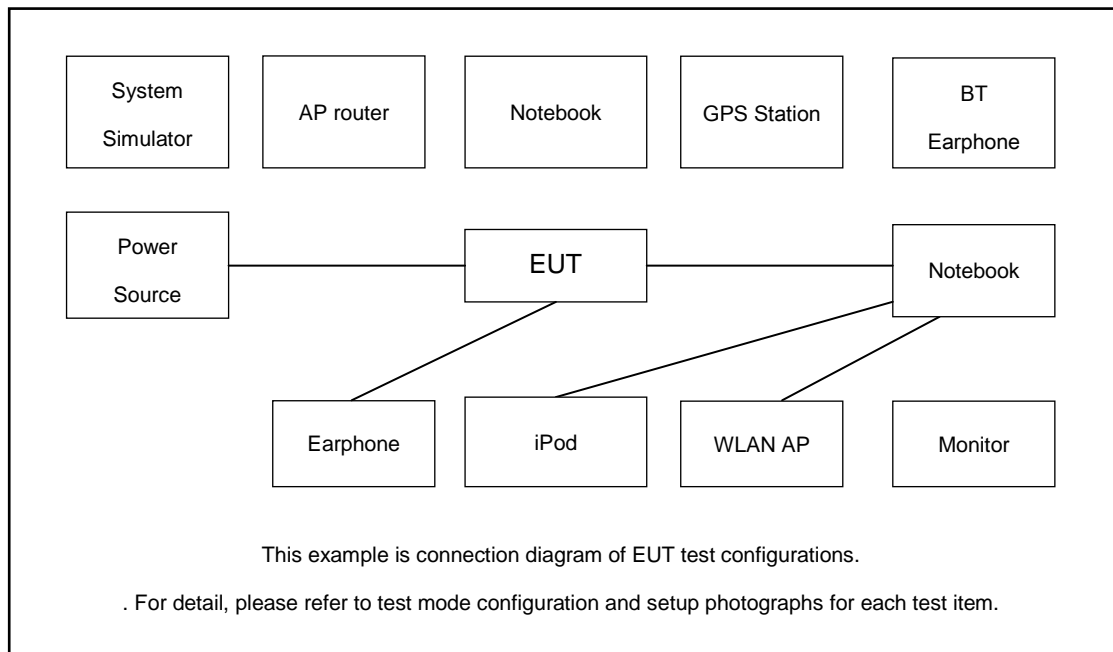 System
Simulator
AP router
Notebook
GPS Station
BT
Earphone
Power
Source
EUT
Notebook
Earphone
iPod
WLAN AP
Monitor
This example is connection diagram of EUT test configurations.
. For detail, please refer to test mode configuration and setup photographs for each test item.